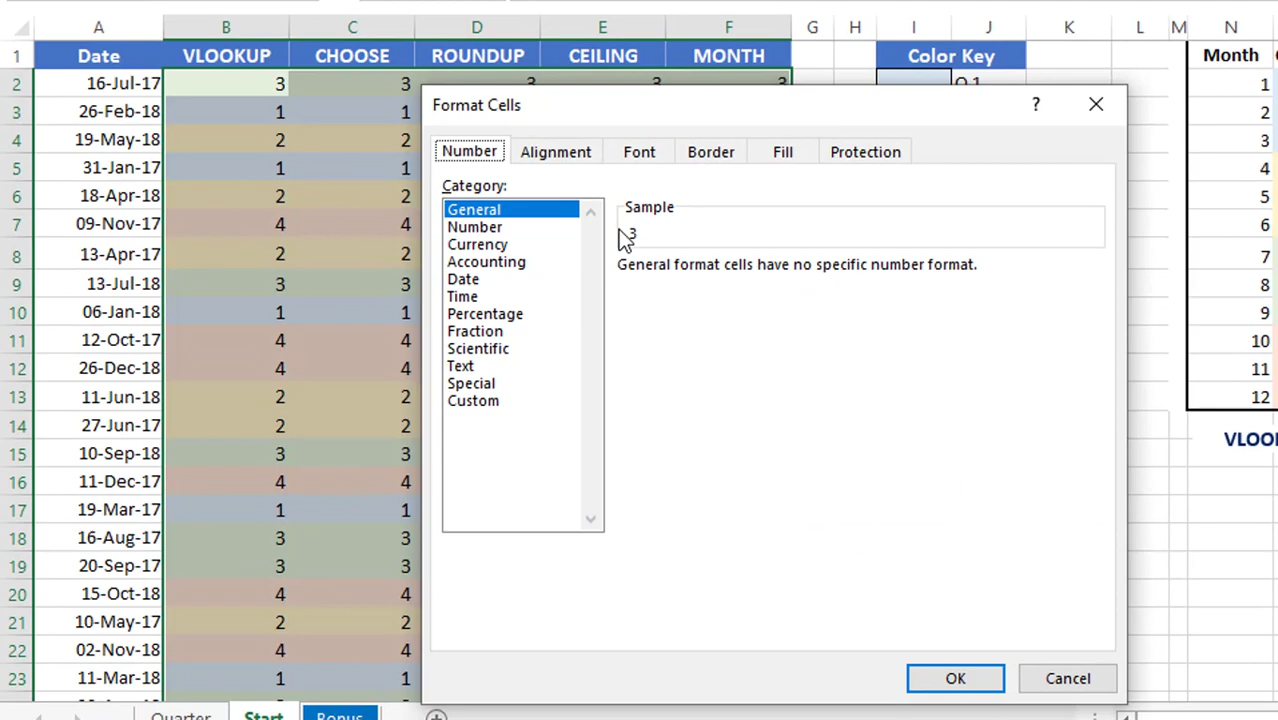 A B C D E F G H I J K L M N
1 Date VLOOKUP CHOOSE ROUNDUP CEILING MONTH Color Key Month
2 16-Jul-17 3 3 3 3 3 Q 1 1
3 26-Feb-18 1 1 2
4 19-May-18 2 2 3
5 31-Jan-17 1 1 4
6 18-Apr-18 2 2 5
7 09-Nov-17 4 4 6
8 13-Apr-17 2 2 7
9 13-Jul-18 3 3 8
10 06-Jan-18 1 1 9
11 12-Oct-17 4 4 10
12 26-Dec-18 4 4 11
13 11-Jun-18 2 2 12
14 27-Jun-17 2 2
15 10-Sep-18 3 3
16 11-Dec-17 4 4
17 19-Mar-17 1 1
18 16-Aug-17 3 3
19 20-Sep-17 3 3
20 15-Oct-18 4 4
21 10-May-17 2 2
22 02-Nov-18 4 4
23 11-Mar-18 1 1
Format Cells ?
Number Alignment Font Border Fill Protection
Category:
General
Number
Currency
Accounting
Date
Time
Percentage
Fraction
Scientific
Text
Special
Custom
Sample
3
General format cells have no specific number format.
OK Cancel
Quarter Start Bonus